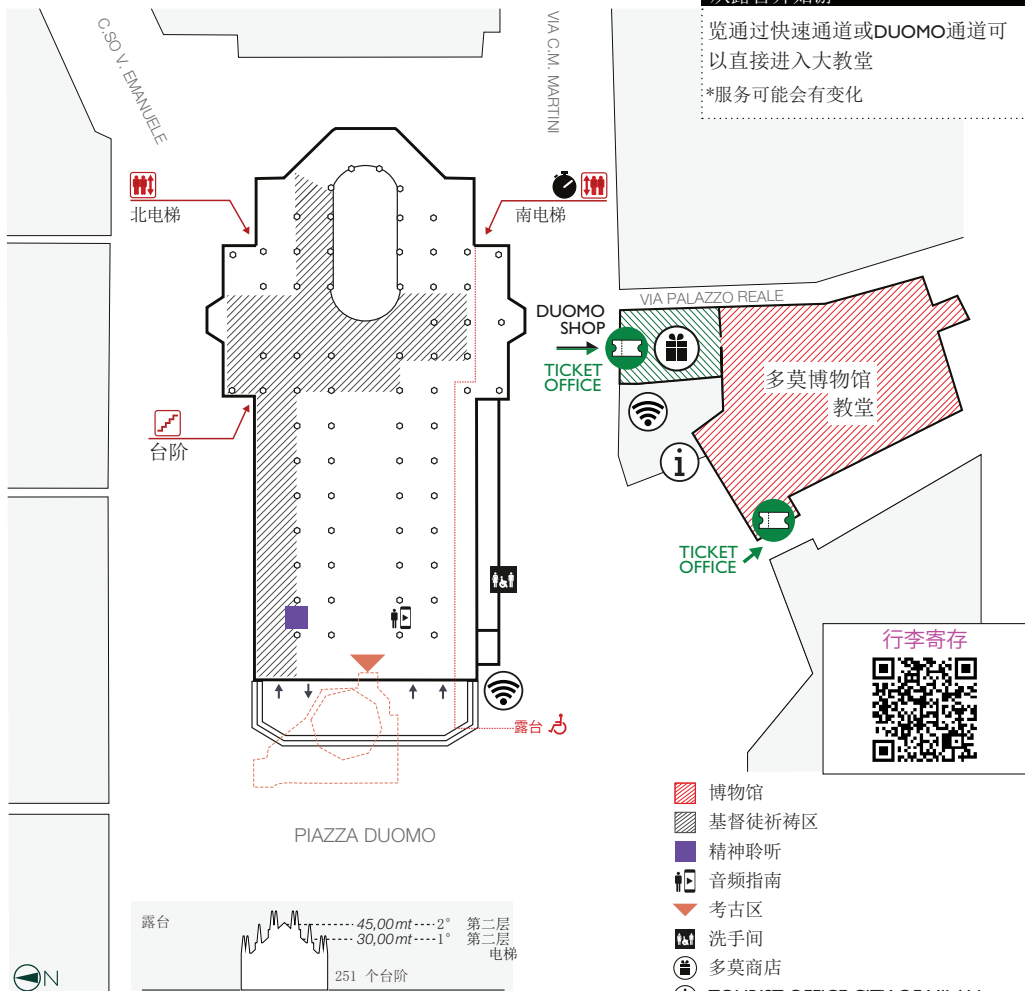 览通过快速通道或DUOMO通道可
以直接进入大教堂
*服务可能会有变化
C.SO V. EMANUELE
VIA C.M. MARTINI
北电梯
南电梯
VIA PALAZZO REALE
DUOMO
SHOP
TICKET
OFFICE
多莫博物馆
教堂
台阶
i
TICKET
OFFICE
行李寄存
露台
PIAZZA DUOMO
博物馆
基督徒祈祷区
精神聆听
音频指南
考古区
洗手间
多莫商店
露台
45,00mt 2° 第二层
30,00mt 1° 第二层
电梯
251 个台阶
N